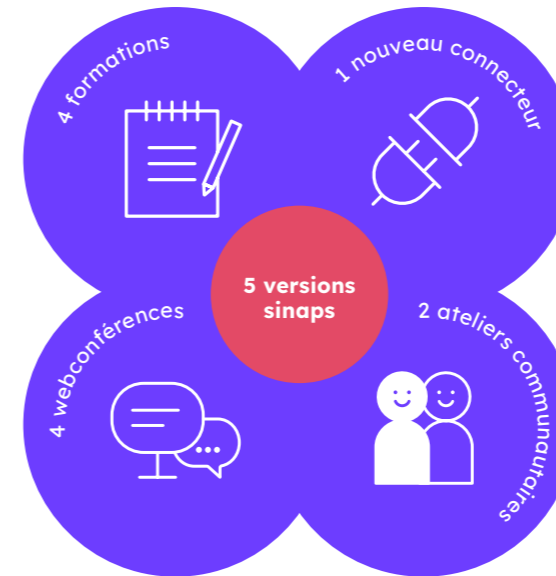 4 formations
1 nouveau connecteur
5 versions
sinaps
4 webconférences
2 ateliers communautaires